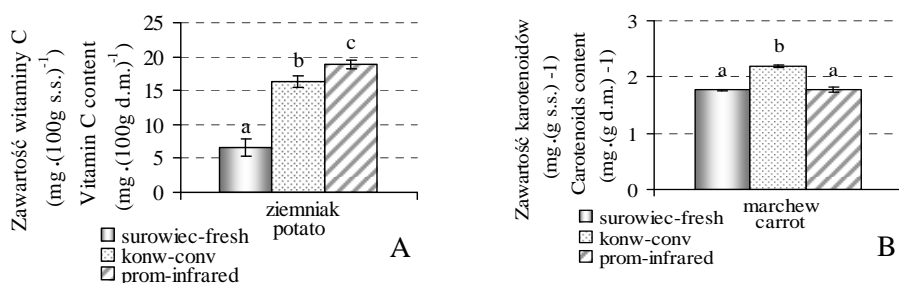 Zawartość witaminy C
(mg·(100g s.s.)-1)
Vitamin C content
(mg·(100g d.m.)-1)
25
20
15
10
5
0
a
b
c
ziemniak
potato
surowiec-fresh
konw-conv
prom-infrared
A
Zawartość karotenoidów
(mg·(g s.s.) -1)
Carotenoids content
(mg·(g d.m.) -1)
3
2
1
0
a
b
a
marchew
carrot
surowiec-fresh
konw-conv
prom-infrared
B